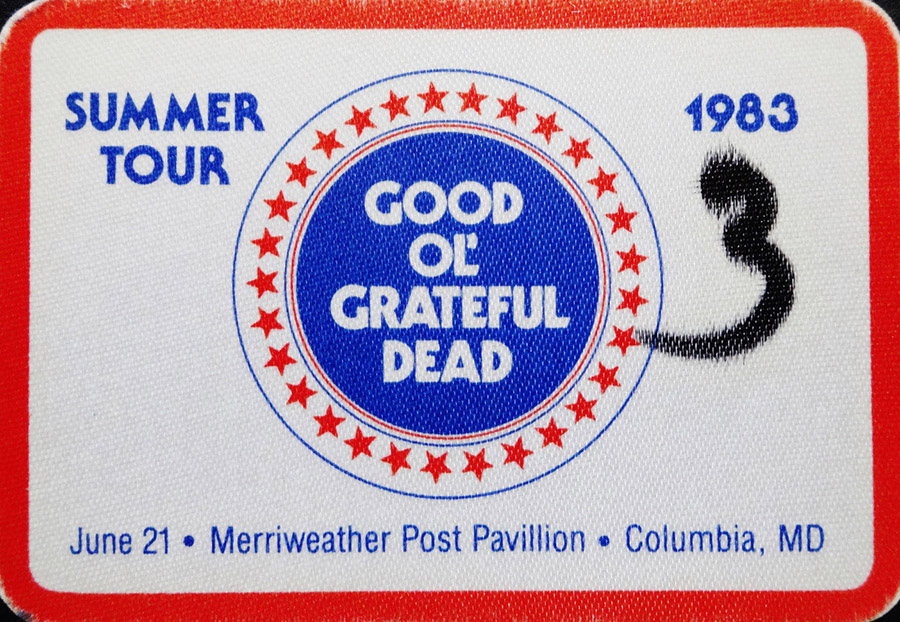 SUMMER
TOUR
1983
3
GOOD
OL'
GRATEFUL
DEAD
June 21 • Merriweather Post Pavillion • Columbia, MD